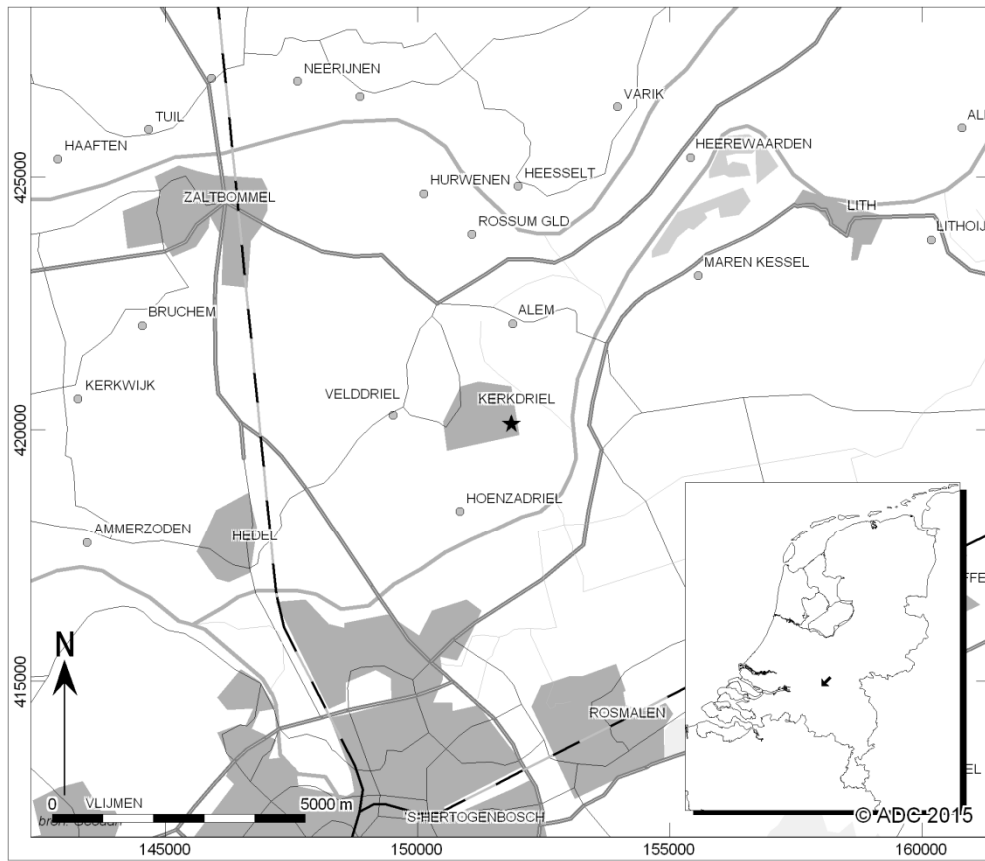 NEERIJNEN
VARIK
TUIL
HAAFTEN
HEEREWAARDEN
425000
HEESSELT
HURWENEN
ZALTBOMMEL
LITH
ROSSUM GLD
LITHOIJ
MAREN KESSEL
BRUCHEM
ALEM
KERKWIJK
VELDDRIEL
KERKDRIEL
420000
HOENZADRIEL
AMMERZODEN
HEDEL
N
415000
ROSMALEN
0 5000 m
VLIJMEN
'S-HERTOGENBOSCH
© ADC 2015
145000 150000 155000 160000